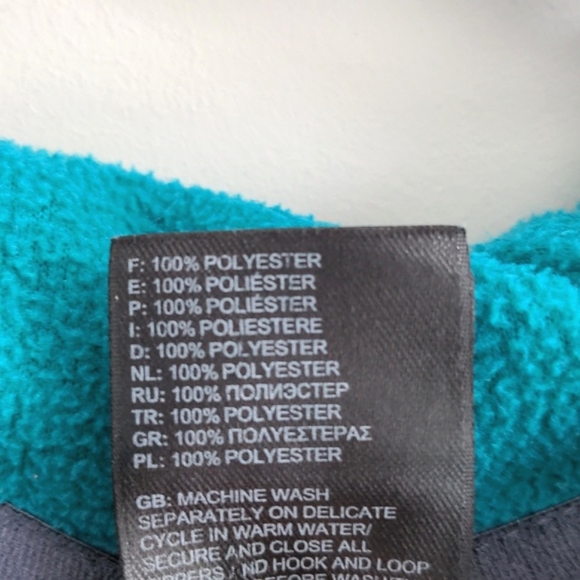 F: 100% POLYESTER
E: 100% POLIÉSTER
P: 100% POLIÉSTER
I: 100% POLIESTERE
D: 100% POLYESTER
NL: 100% POLYESTER
RU: 100% ПОЛИЭСТЕР
TR: 100% POLYESTER
GR: 100% ΠΟΛΥΕΣΤΕΡΑΣ
PL: 100% POLYESTER
GB: MACHINE WASH
SEPARATELY ON DELICATE
CYCLE IN WARM WATER/
SECURE AND CLOSE ALL
AND HOOK AND LOOP
BEFORE